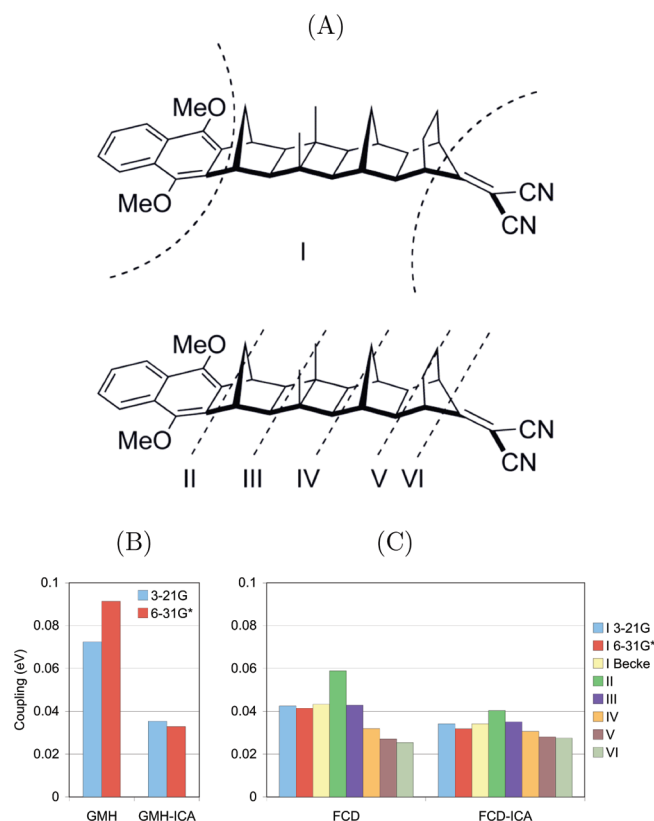 (A)
MeO
MeO
CN
CN
I
MeO
MeO
CN
CN
II III IV V VI
(B)
(C)
Coupling (eV)
0.1
0.08
0.06
0.04
0.02
0
3-21G
6-31G*
GMH GMH-ICA
0.1
0.08
0.06
0.04
0.02
0
FCD FCD-ICA
I 3-21G
I 6-31G*
I Becke
II
III
IV
V
VI